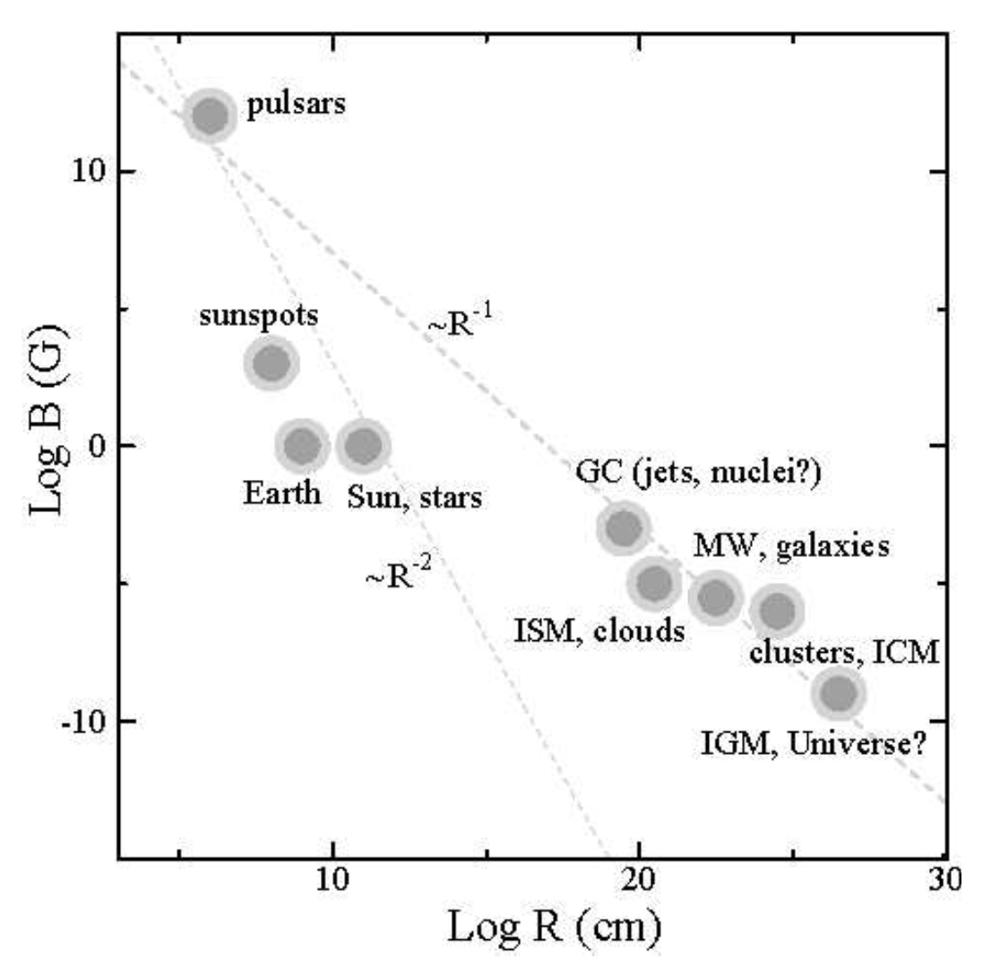 pulsars
10
sunspots
~R-1
Log B (G)
0
GC (jets, nuclei?)
Earth
Sun, stars
MW, galaxies
~R-2
ISM, clouds
clusters, ICM
-10
IGM, Universe?
10
20
30
Log R (cm)